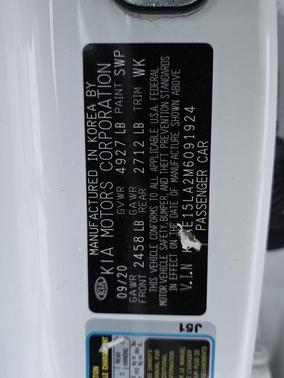 MANUFACTURED IN KOREA BY
KIA MOTORS CORPORATION
KIA
09/20 GVWR 4927 LB PAINT SWP
GAWR FRONT 2458 LB GAWR REAR 2712 LB TRIM WK
THIS VEHICLE CONFORMS TO ALL APPLICABLE U.S.A. FEDERAL
MOTOR VEHICLE SAFETY, BUMPER, AND THEFT PREVENTION STANDARDS
IN EFFECT ON THE DATE OF MANUFACTURE SHOWN ABOVE
V.I.N E15LA2M6091924
PASSENGER CAR
J51